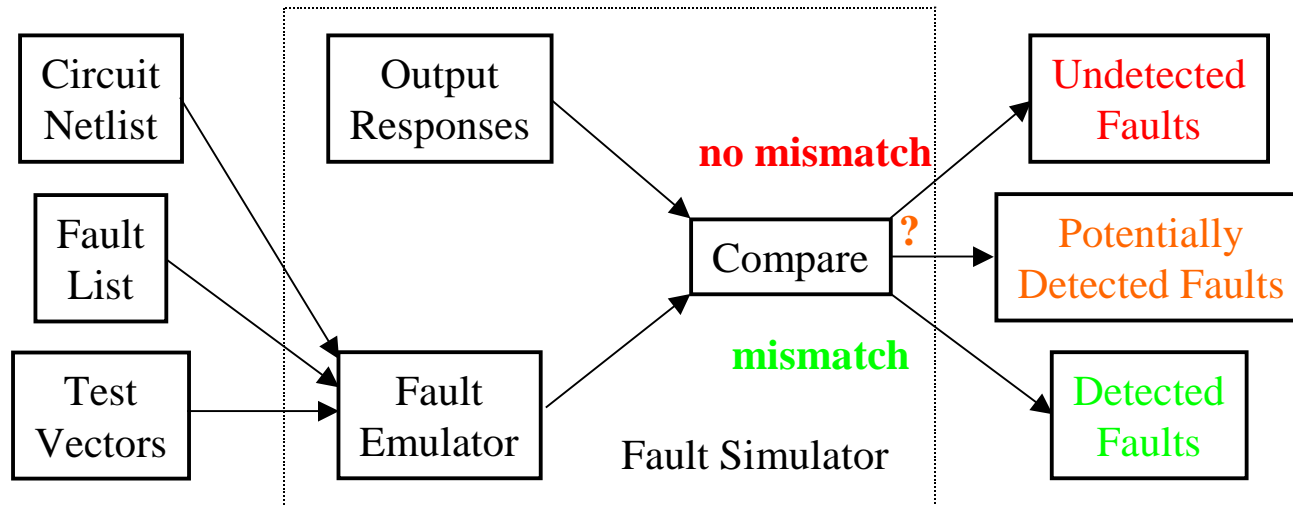 Circuit
Netlist
Fault
List
Test
Vectors
Output
Responses
Fault
Emulator
no mismatch
?
Compare
mismatch
Fault Simulator
Undetected
Faults
Potentially
Detected Faults
Detected
Faults